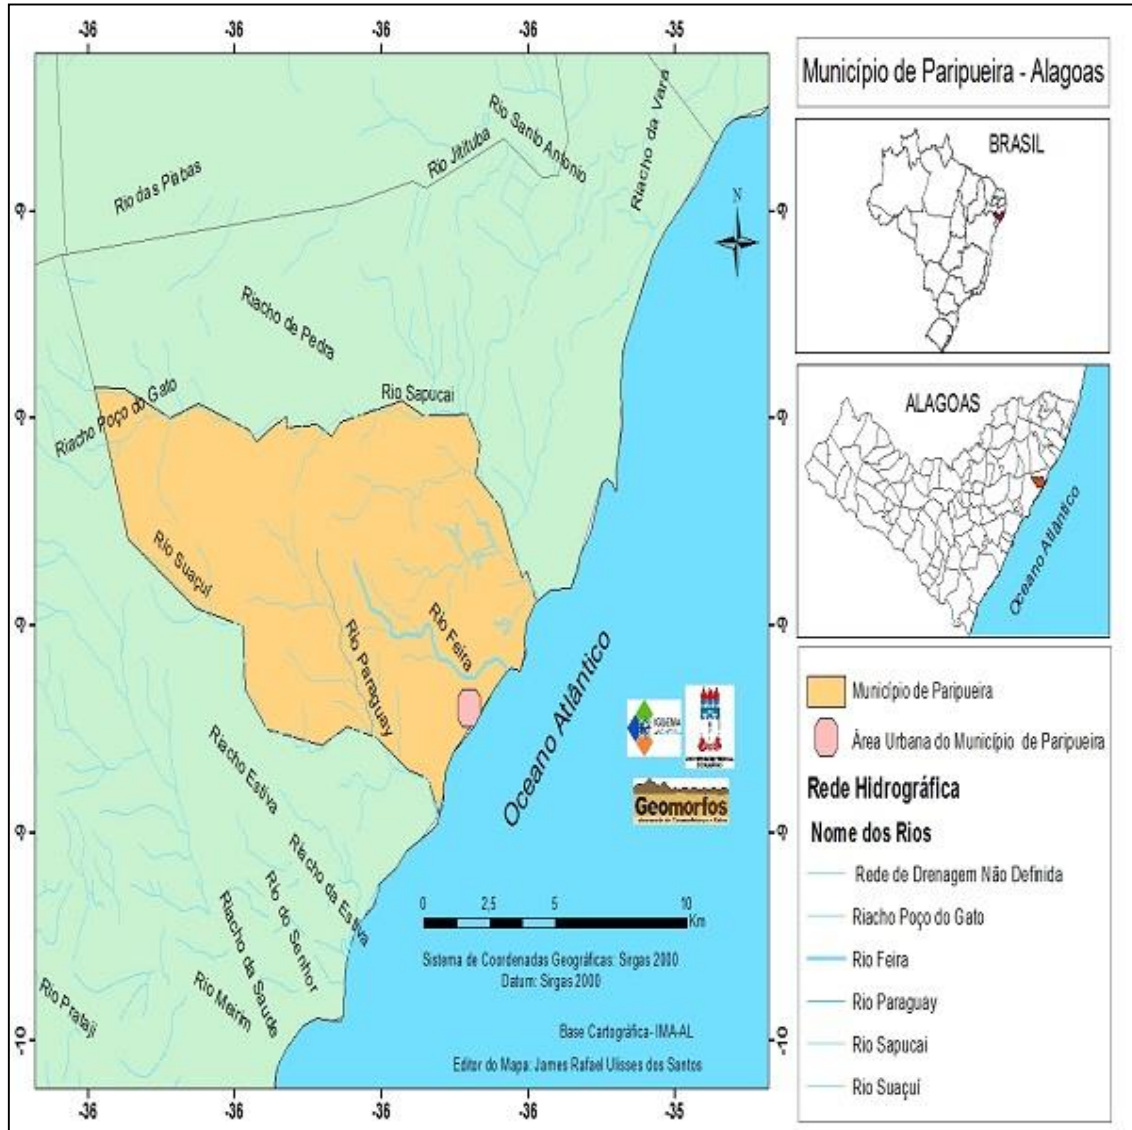 -36 -36 -36 -36 -35
Município de Paripueira - Alagoas
BRASIL
ALAGOAS
Oceano Atlântico
-9
-9
-9
-9
-10
-9
-9
-9
-9
-10
Rio das Piabas
Rio Jitituba
Rio Santo Antonio
Riacho da Vara
N
Riacho de Pedra
Riacho Poço do Gato
Rio Sapucai
Rio Suaçuí
Rio Paraguay
Rio Feira
Riacho Estiva
Riacho da Estiva
Rio do Senhor
Riacho da Saude
Rio Meirim
Rio Prataji
Oceano Atlântico
Geomorfos
0 2,5 5 10
Km
Sistema de Coordenadas Geográficas: Sirgas 2000
Datum: Sirgas 2000
Base Cartográfica- IMA-AL
Editor do Mapa: James Rafael Ulisses dos Santos
Município de Paripueira
Área Urbana do Município de Paripueira
Rede Hidrográfica
Nome dos Rios
Rede de Drenagem Não Definida
Riacho Poço do Gato
Rio Feira
Rio Paraguay
Rio Sapucai
Rio Suaçuí
-36 -36 -36 -36 -35